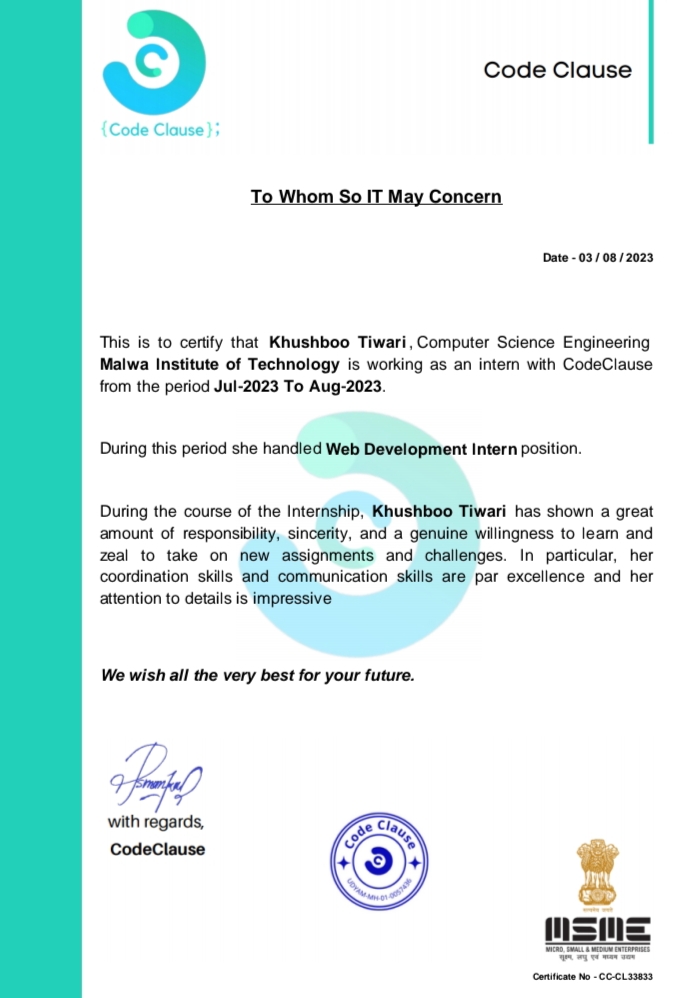 {Code Clause};
Code Clause
To Whom So IT May Concern
Date - 03 / 08 / 2023
This is to certify that Khushboo Tiwari, Computer Science Engineering
Malwa Institute of Technology is working as an intern with CodeClause
from the period Jul-2023 To Aug-2023.
During this period she handled Web Development Intern position.
During the course of the Internship, Khushboo Tiwari has shown a great
amount of responsibility, sincerity, and a genuine willingness to learn and
zeal to take on new assignments and challenges. In particular, her
coordination skills and communication skills are par excellence and her
attention to details is impressive
We wish all the very best for your future.
with regards,
CodeClause
Code Clause
UDYAM-MH-01-0057436
सत्यमेव जयते
MSME
MICRO, SMALL & MEDIUM ENTERPRISES
सूक्ष्म, लघु एवं मध्यम उद्यम
Certificate No - CC-CL33833